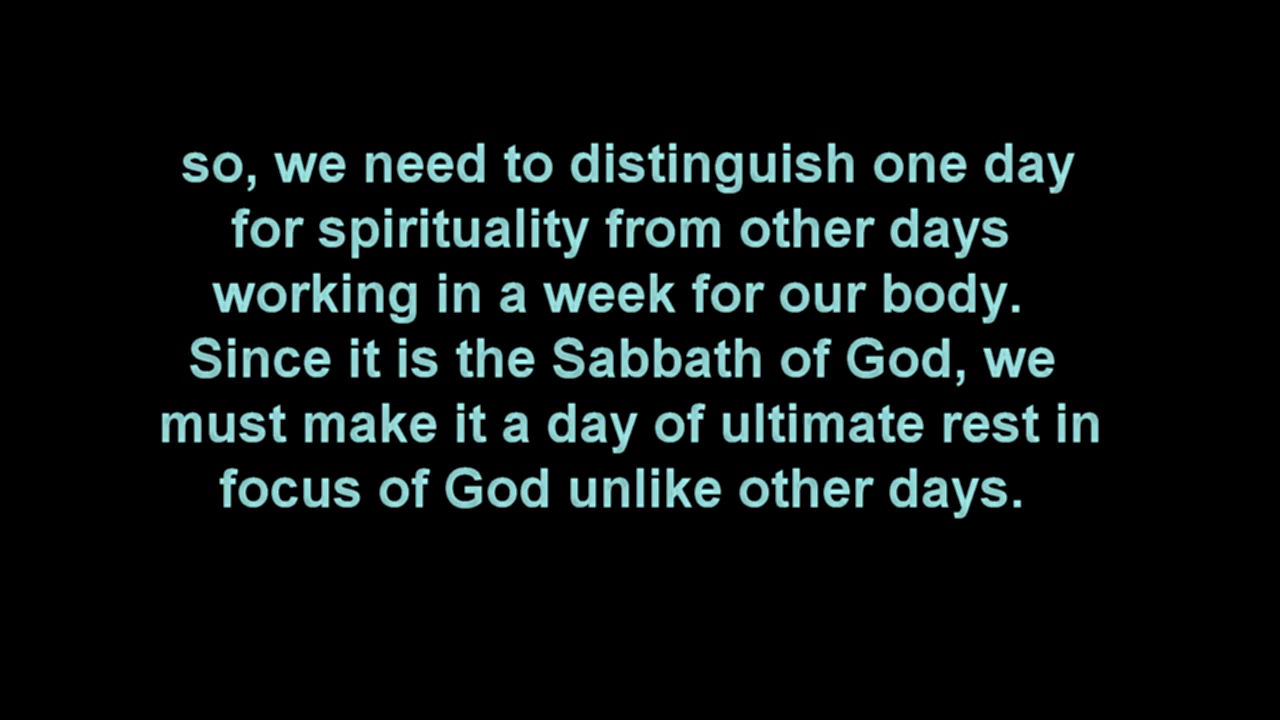 so, we need to distinguish one day
for spirituality from other days
working in a week for our body.
Since it is the Sabbath of God, we
must make it a day of ultimate rest in
focus of God unlike other days.